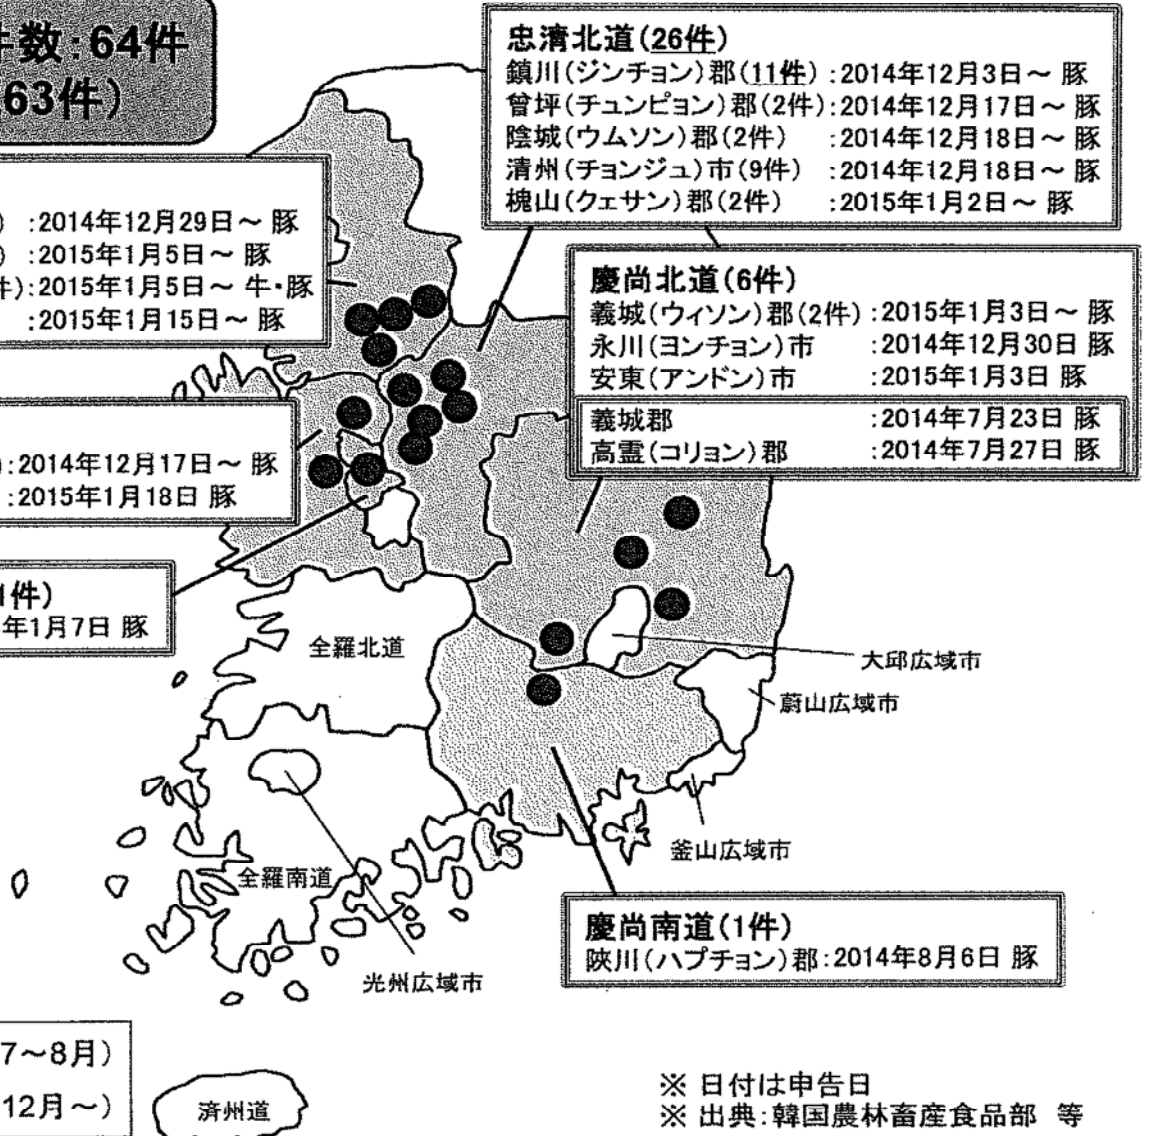 件数:64件
63件)
忠清北道(26件)
鎮川(ジンチョン)郡(11件):2014年12月3日～ 豚
曾坪(チュンピョン)郡(2件):2014年12月17日～ 豚
陰城(ウムソン)郡(2件) :2014年12月18日～ 豚
清州(チョンジュ)市(9件) :2014年12月18日～ 豚
槐山(クェサン)郡(2件) :2015年1月2日～ 豚
) :2014年12月29日～ 豚
) :2015年1月5日～ 豚
件):2015年1月5日～ 牛・豚
:2015年1月15日～ 豚
慶尚北道(6件)
義城(ウィソン)郡(2件):2015年1月3日～ 豚
永川(ヨンチョン)市 :2014年12月30日 豚
安東(アンドン)市 :2015年1月3日 豚
義城郡 :2014年7月23日 豚
高霊(コリョン)郡 :2014年7月27日 豚
):2014年12月17日～ 豚
:2015年1月18日 豚
1件)
年1月7日 豚
全羅北道
大邱広域市
蔚山広域市
釜山広域市
全羅南道
光州広域市
慶尚南道(1件)
陜川(ハプチョン)郡:2014年8月6日 豚
7～8月)
12月～)
済州道
※ 日付は申告日
※ 出典:韓国農林畜産食品部 等